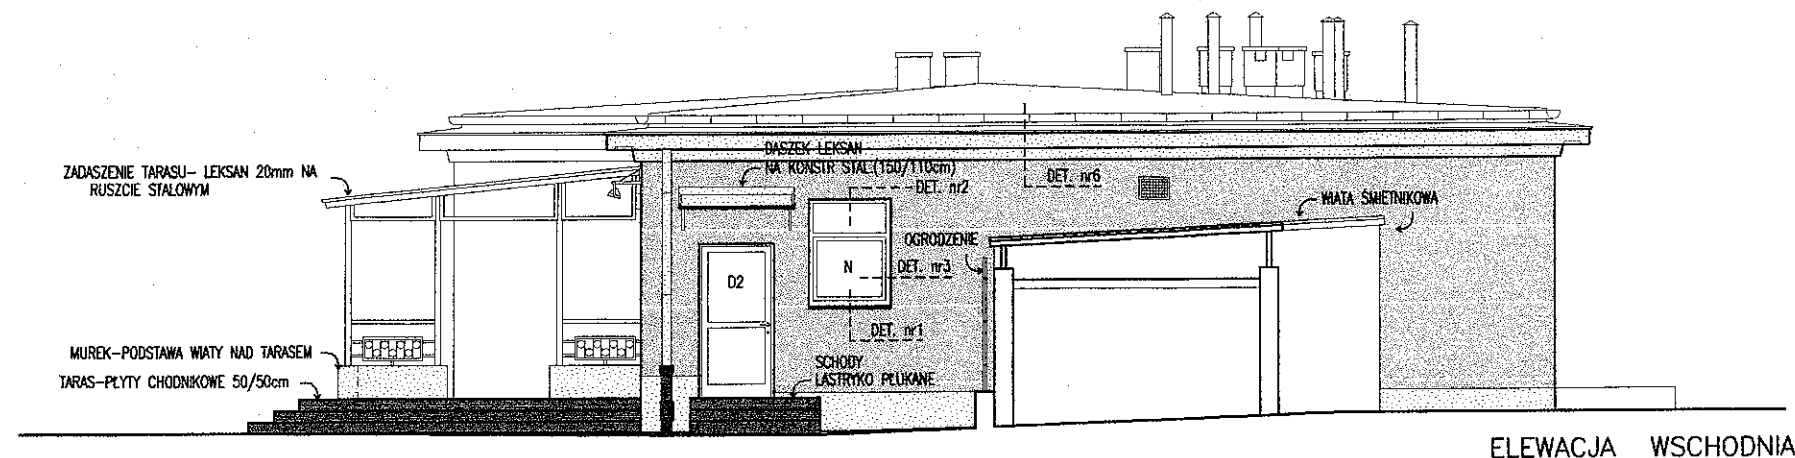 DASZEK LEKSAN
NA KONSTR STAL.(150/110cm)
ZADASZENIE TARASU- LEKSAN 20mm NA
RUSZCIE STALOWYM
DET. nr2
DET. nr6
WIATA ŚMIETNIKOWA
OGRODZENIE
DET. nr3
N
D2
DET. nr1
MUREK-PODSTAWA WIATY NAD TARASEM
TARAS-PŁYTY CHODNIKOWE 50/50cm
SCHODY
LASTRYKO PŁUKANE
ELEWACJA WSCHODNIA